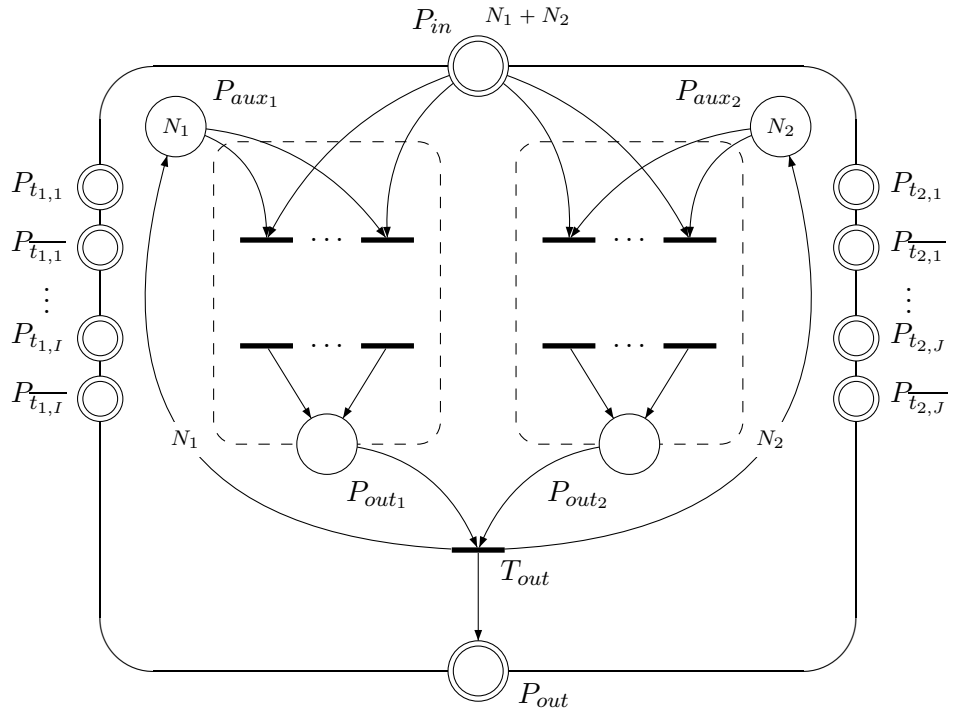 P_{in} N_1 + N_2
P_{aux_1} P_{aux_2}
N_1 N_2
P_{t_{1,1}} P_{t_{2,1}}
P_{\overline{t_{1,1}}} ··· ··· P_{\overline{t_{2,1}}}
⋮ ⋮
P_{t_{1,I}} ··· ··· P_{t_{2,J}}
P_{\overline{t_{1,I}}} P_{\overline{t_{2,J}}}
N_1 N_2
P_{out_1} P_{out_2}
T_{out}
P_{out}